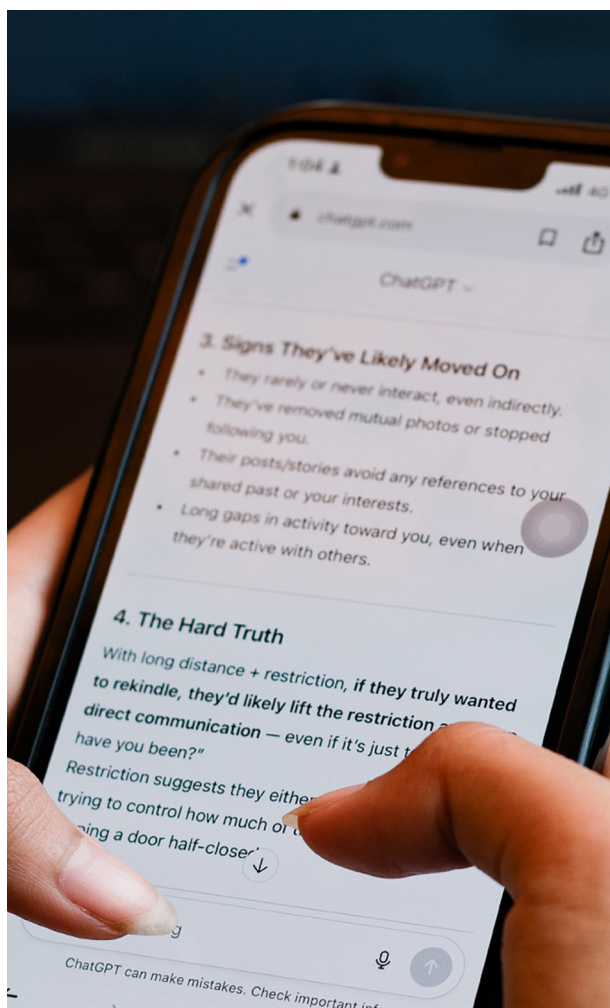 1:04
4G
chatgpt.com
ChatGPT
3. Signs They've Likely Moved On
• They rarely or never interact, even indirectly.
• They've removed mutual photos or stopped
following you.
• Their posts/stories avoid any references to your
shared past or your interests.
• Long gaps in activity toward you, even when
they're active with others.
4. The Hard Truth
With long distance + restriction, if they truly wanted
to rekindle, they'd likely lift the restriction
direct communication — even if it's just
have you been?"
Restriction suggests they either
trying to control how much of
a door half-closed
ChatGPT can make mistakes. Check important